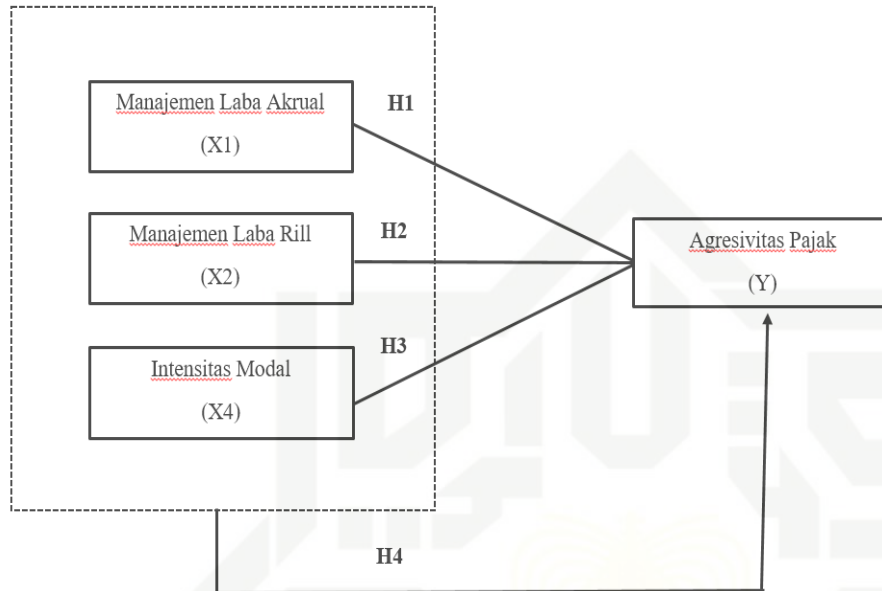 Manajemen Laba Akrual
(X1)
H1
Manajemen Laba Rill
(X2)
H2
Agresivitas Pajak
(Y)
Intensitas Modal
(X4)
H3
H4